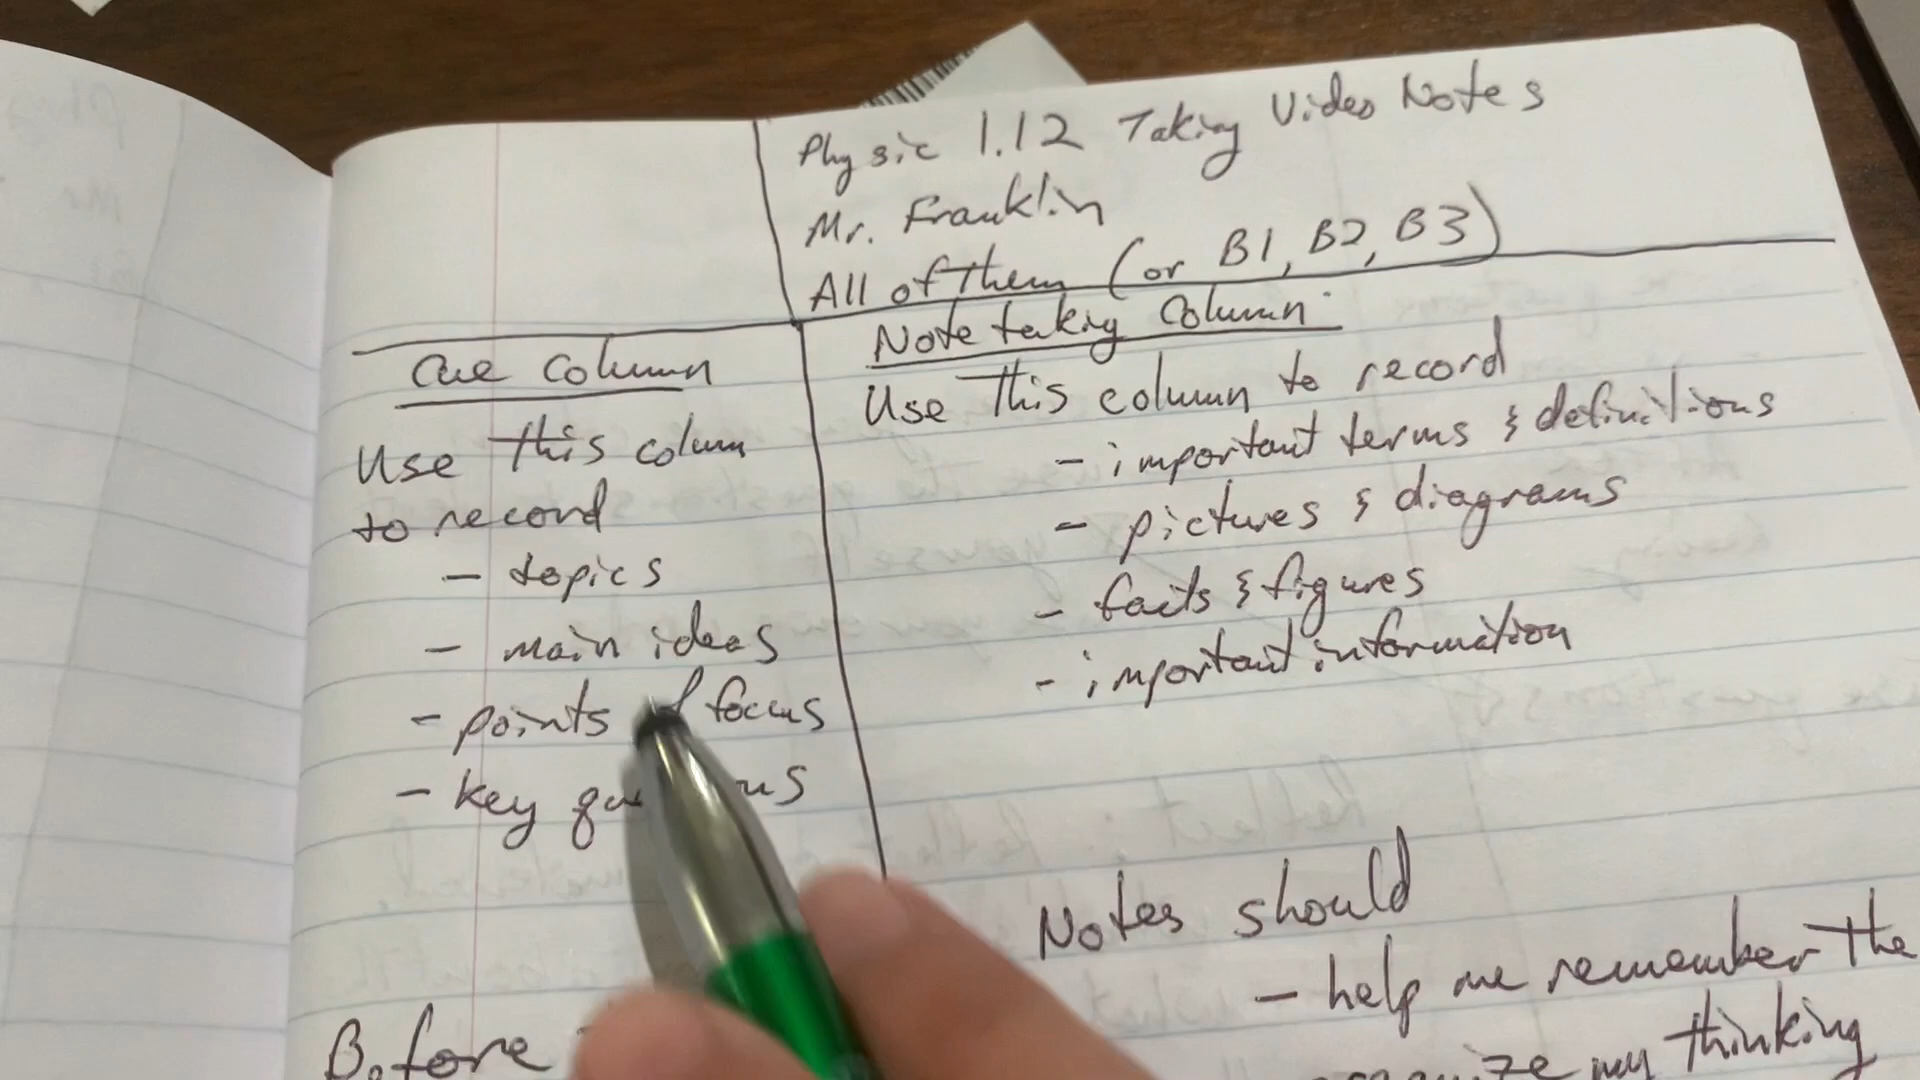 Physic 1.12 Taking Video Notes
Mr. Franklin
All of Them (or B1, B2, B3)
Cue Column
Use This column
to record
- topics
- main ideas
- points of focus
- key
Note taking Column
Use This column to record
- important terms & definitions
- pictures & diagrams
- facts & figures
- important information
Notes should
- help me remember The
my Thinking
Before